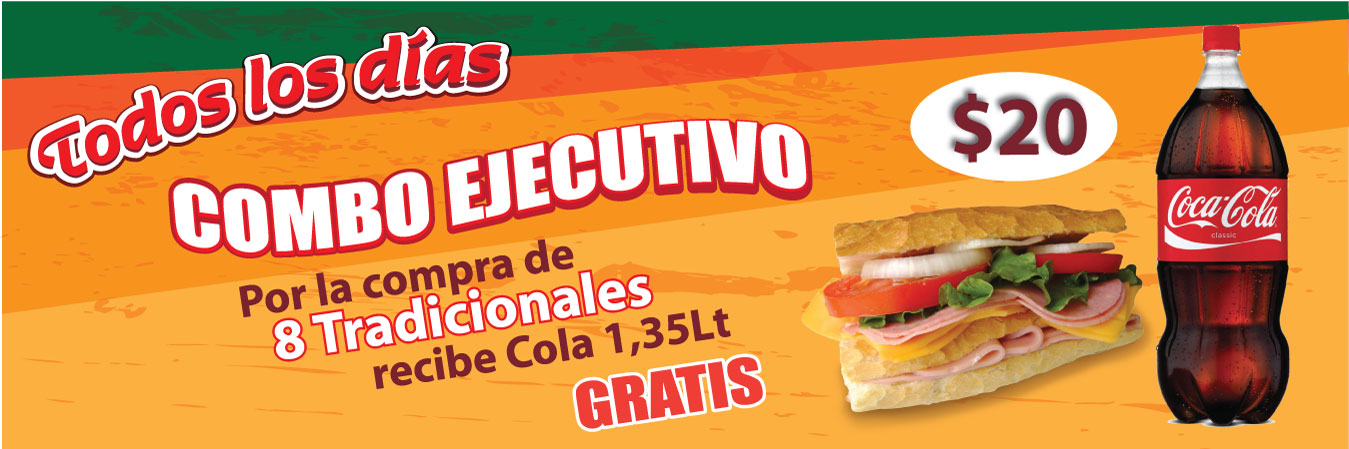 Todos los días
COMBO EJECUTIVO
Por la compra de
8 Tradicionales
recibe Cola 1,35Lt
GRATIS
$20
Coca-Cola
classic